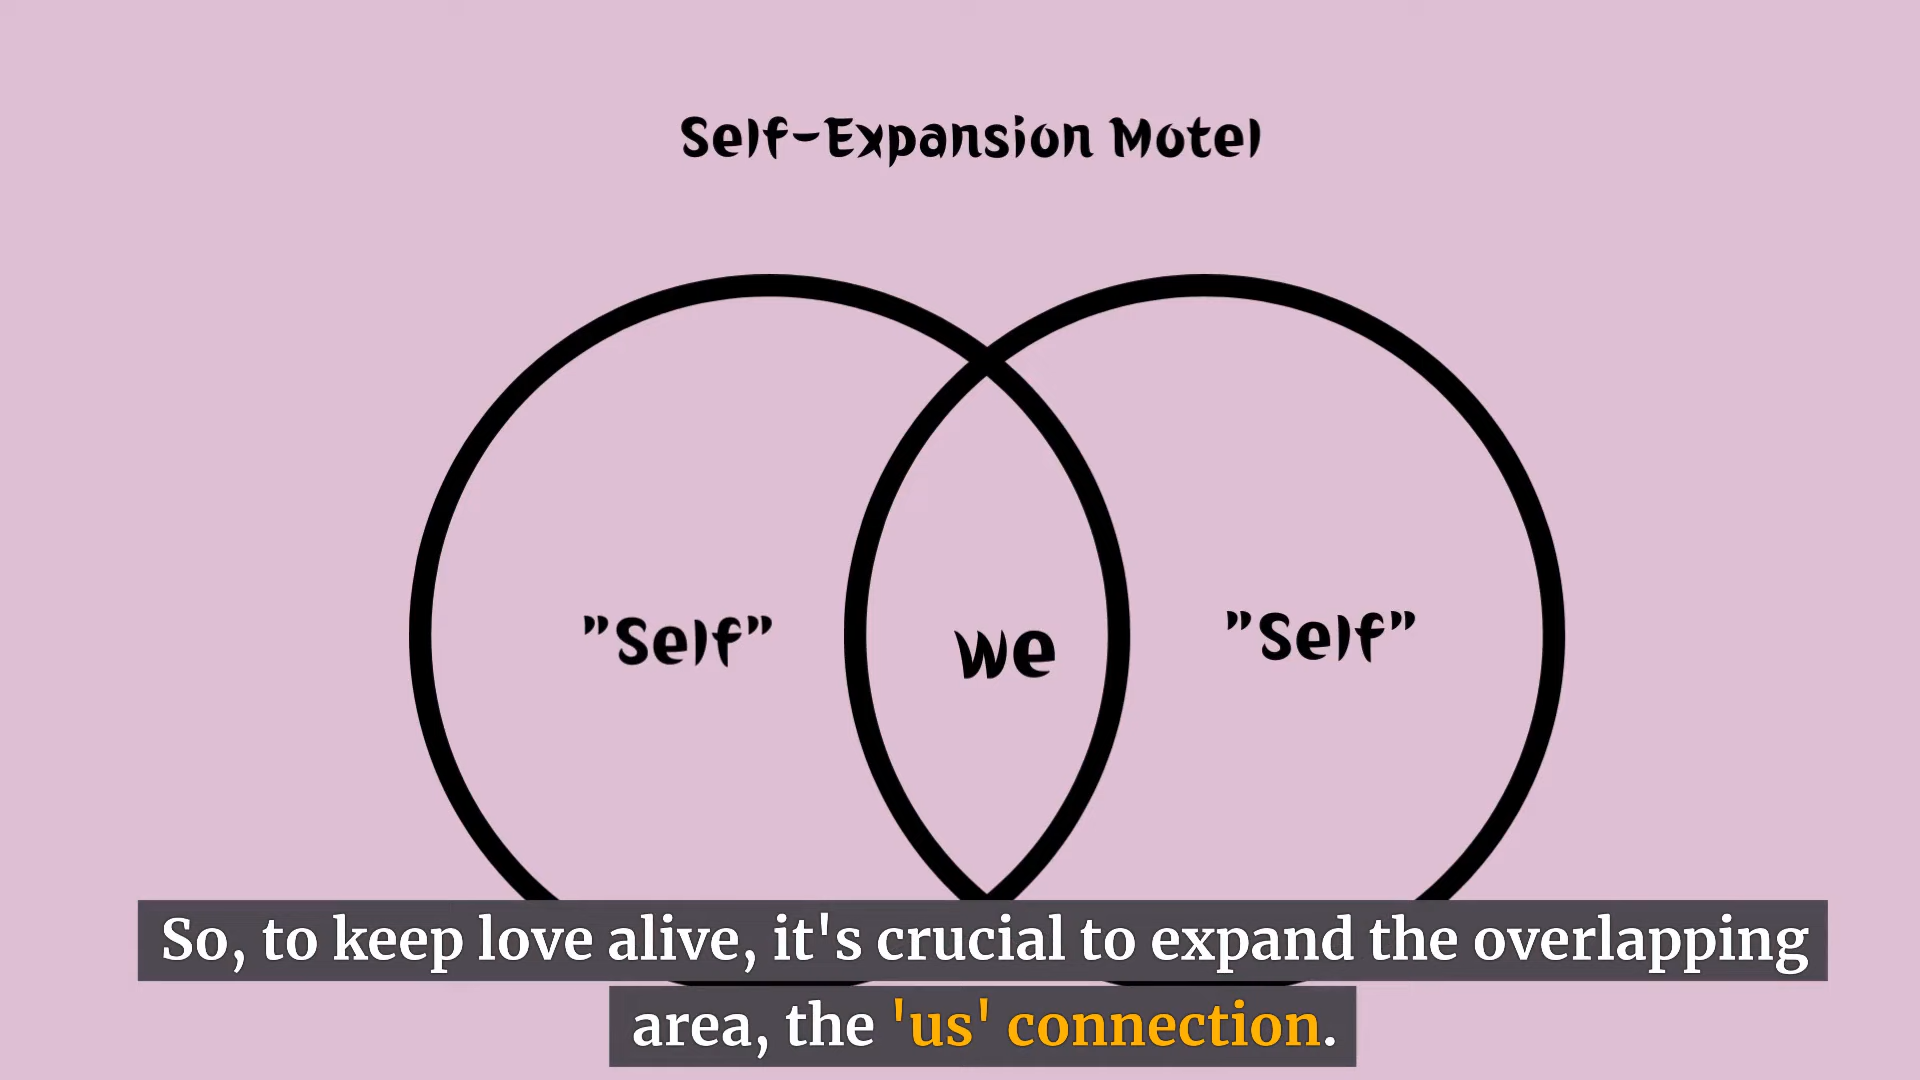 Self-Expansion Motel
"Self"
we
"Self"
So, to keep love alive, it's crucial to expand the overlapping
area, the 'us' connection.